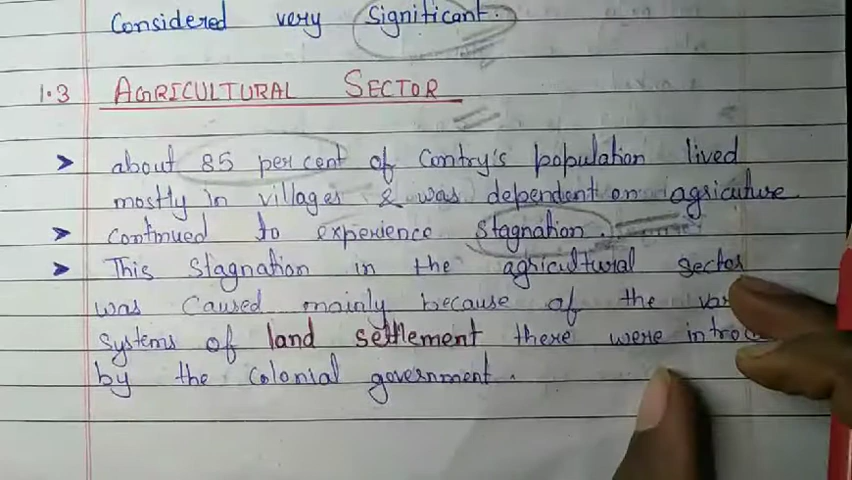 Considered very Significant.
1.3 AGRICULTURAL SECTOR
➤ about 85 per cent of Contry's population lived
mostly in villages & was dependent on agricuture
➤ continued to experience stagnation.
➤ This stagnation in the agricultural sector
was caused mainly because of the
systems of land settlement there were
by the colonial government.